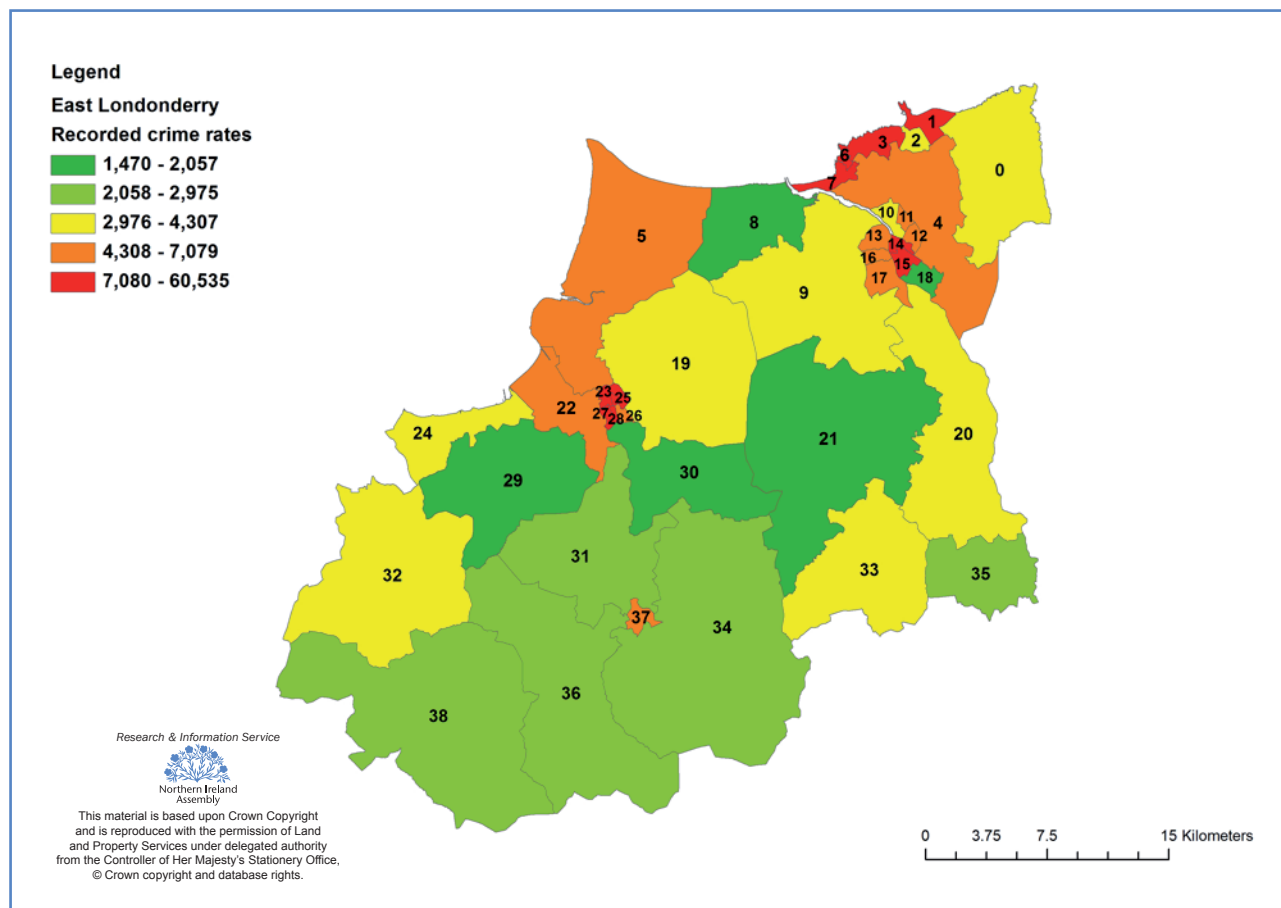 Legend
East Londonderry
Recorded crime rates
1,470 - 2,057
2,058 - 2,975
2,976 - 4,307
4,308 - 7,079
7,080 - 60,535
1
2
3
0
6
7
10
11
4
8
5
13
14
12
16
15
18
17
9
19
23
25
22
27
28
26
24
21
20
29
30
31
32
33
35
37
34
36
38
Research & Information Service
Northern Ireland
Assembly
This material is based upon Crown Copyright
and is reproduced with the permission of Land
and Property Services under delegated authority
from the Controller of Her Majesty's Stationery Office,
© Crown copyright and database rights.
0 3.75 7.5 15 Kilometers